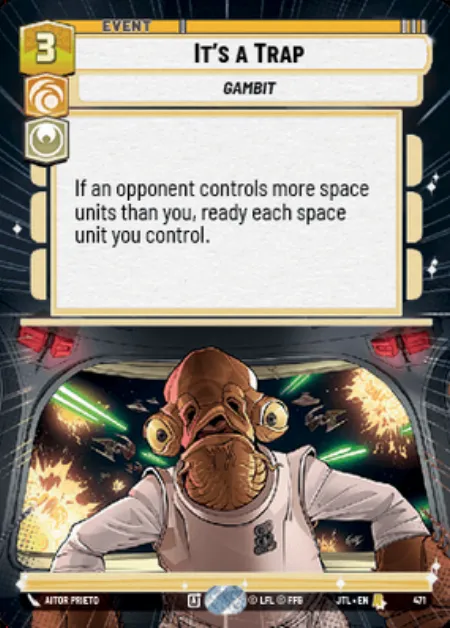 EVENT
3
IT'S A TRAP
GAMBIT
If an opponent controls more space
units than you, ready each space
unit you control.
AITOR PRIETO
A
© LFL © FFG
JTL • EN
471